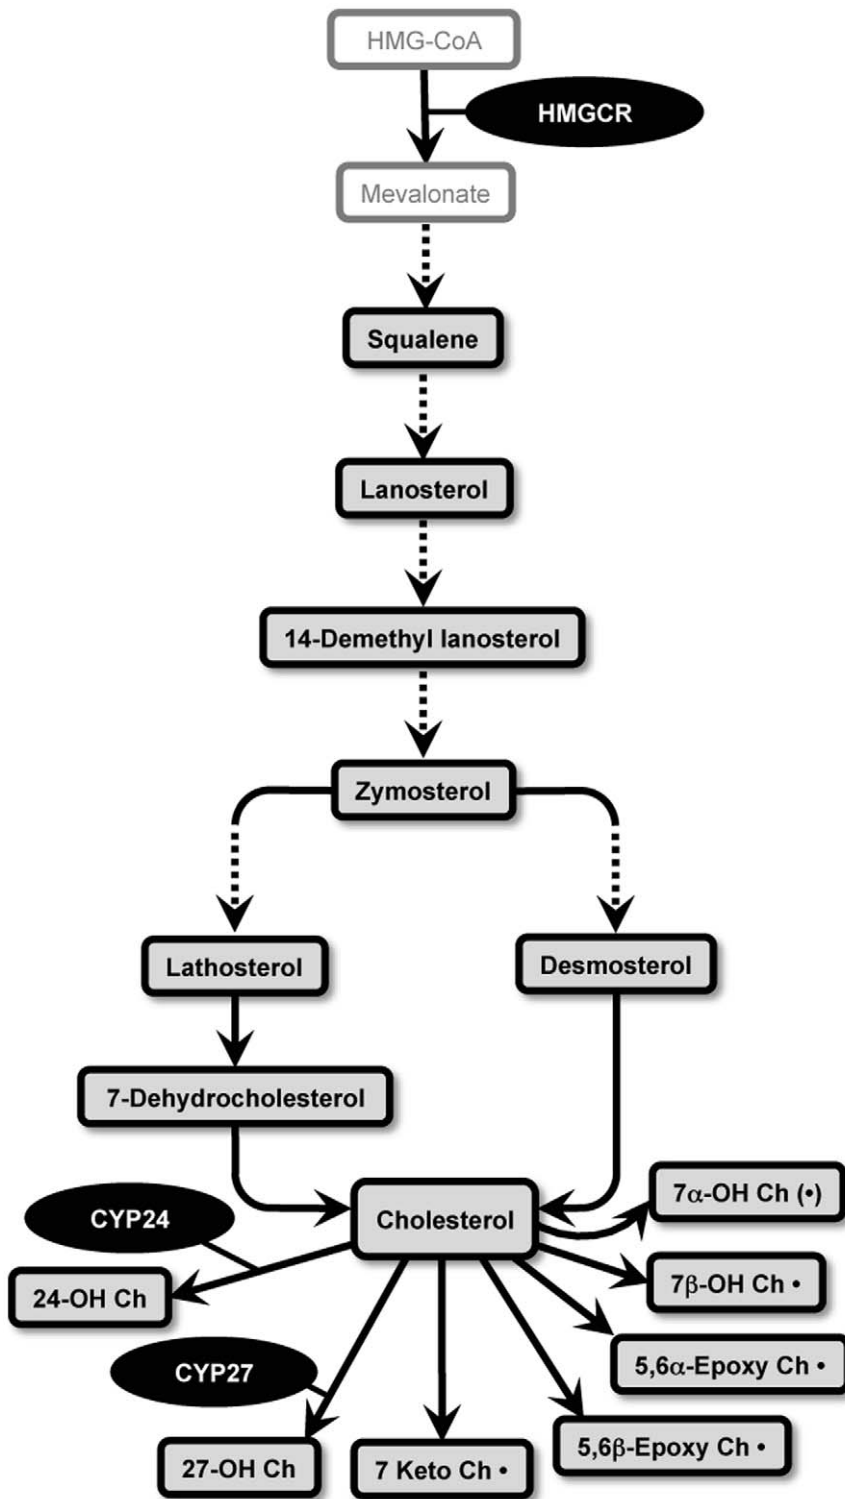 HMG-CoA
HMGCR
Mevalonate
Squalene
Lanosterol
14-Demethyl lanosterol
Zymosterol
Lathosterol
Desmosterol
7-Dehydrocholesterol
7α-OH Ch (•)
CYP24
Cholesterol
24-OH Ch
7β-OH Ch •
5,6α-Epoxy Ch •
CYP27
5,6β-Epoxy Ch •
27-OH Ch
7 Keto Ch •